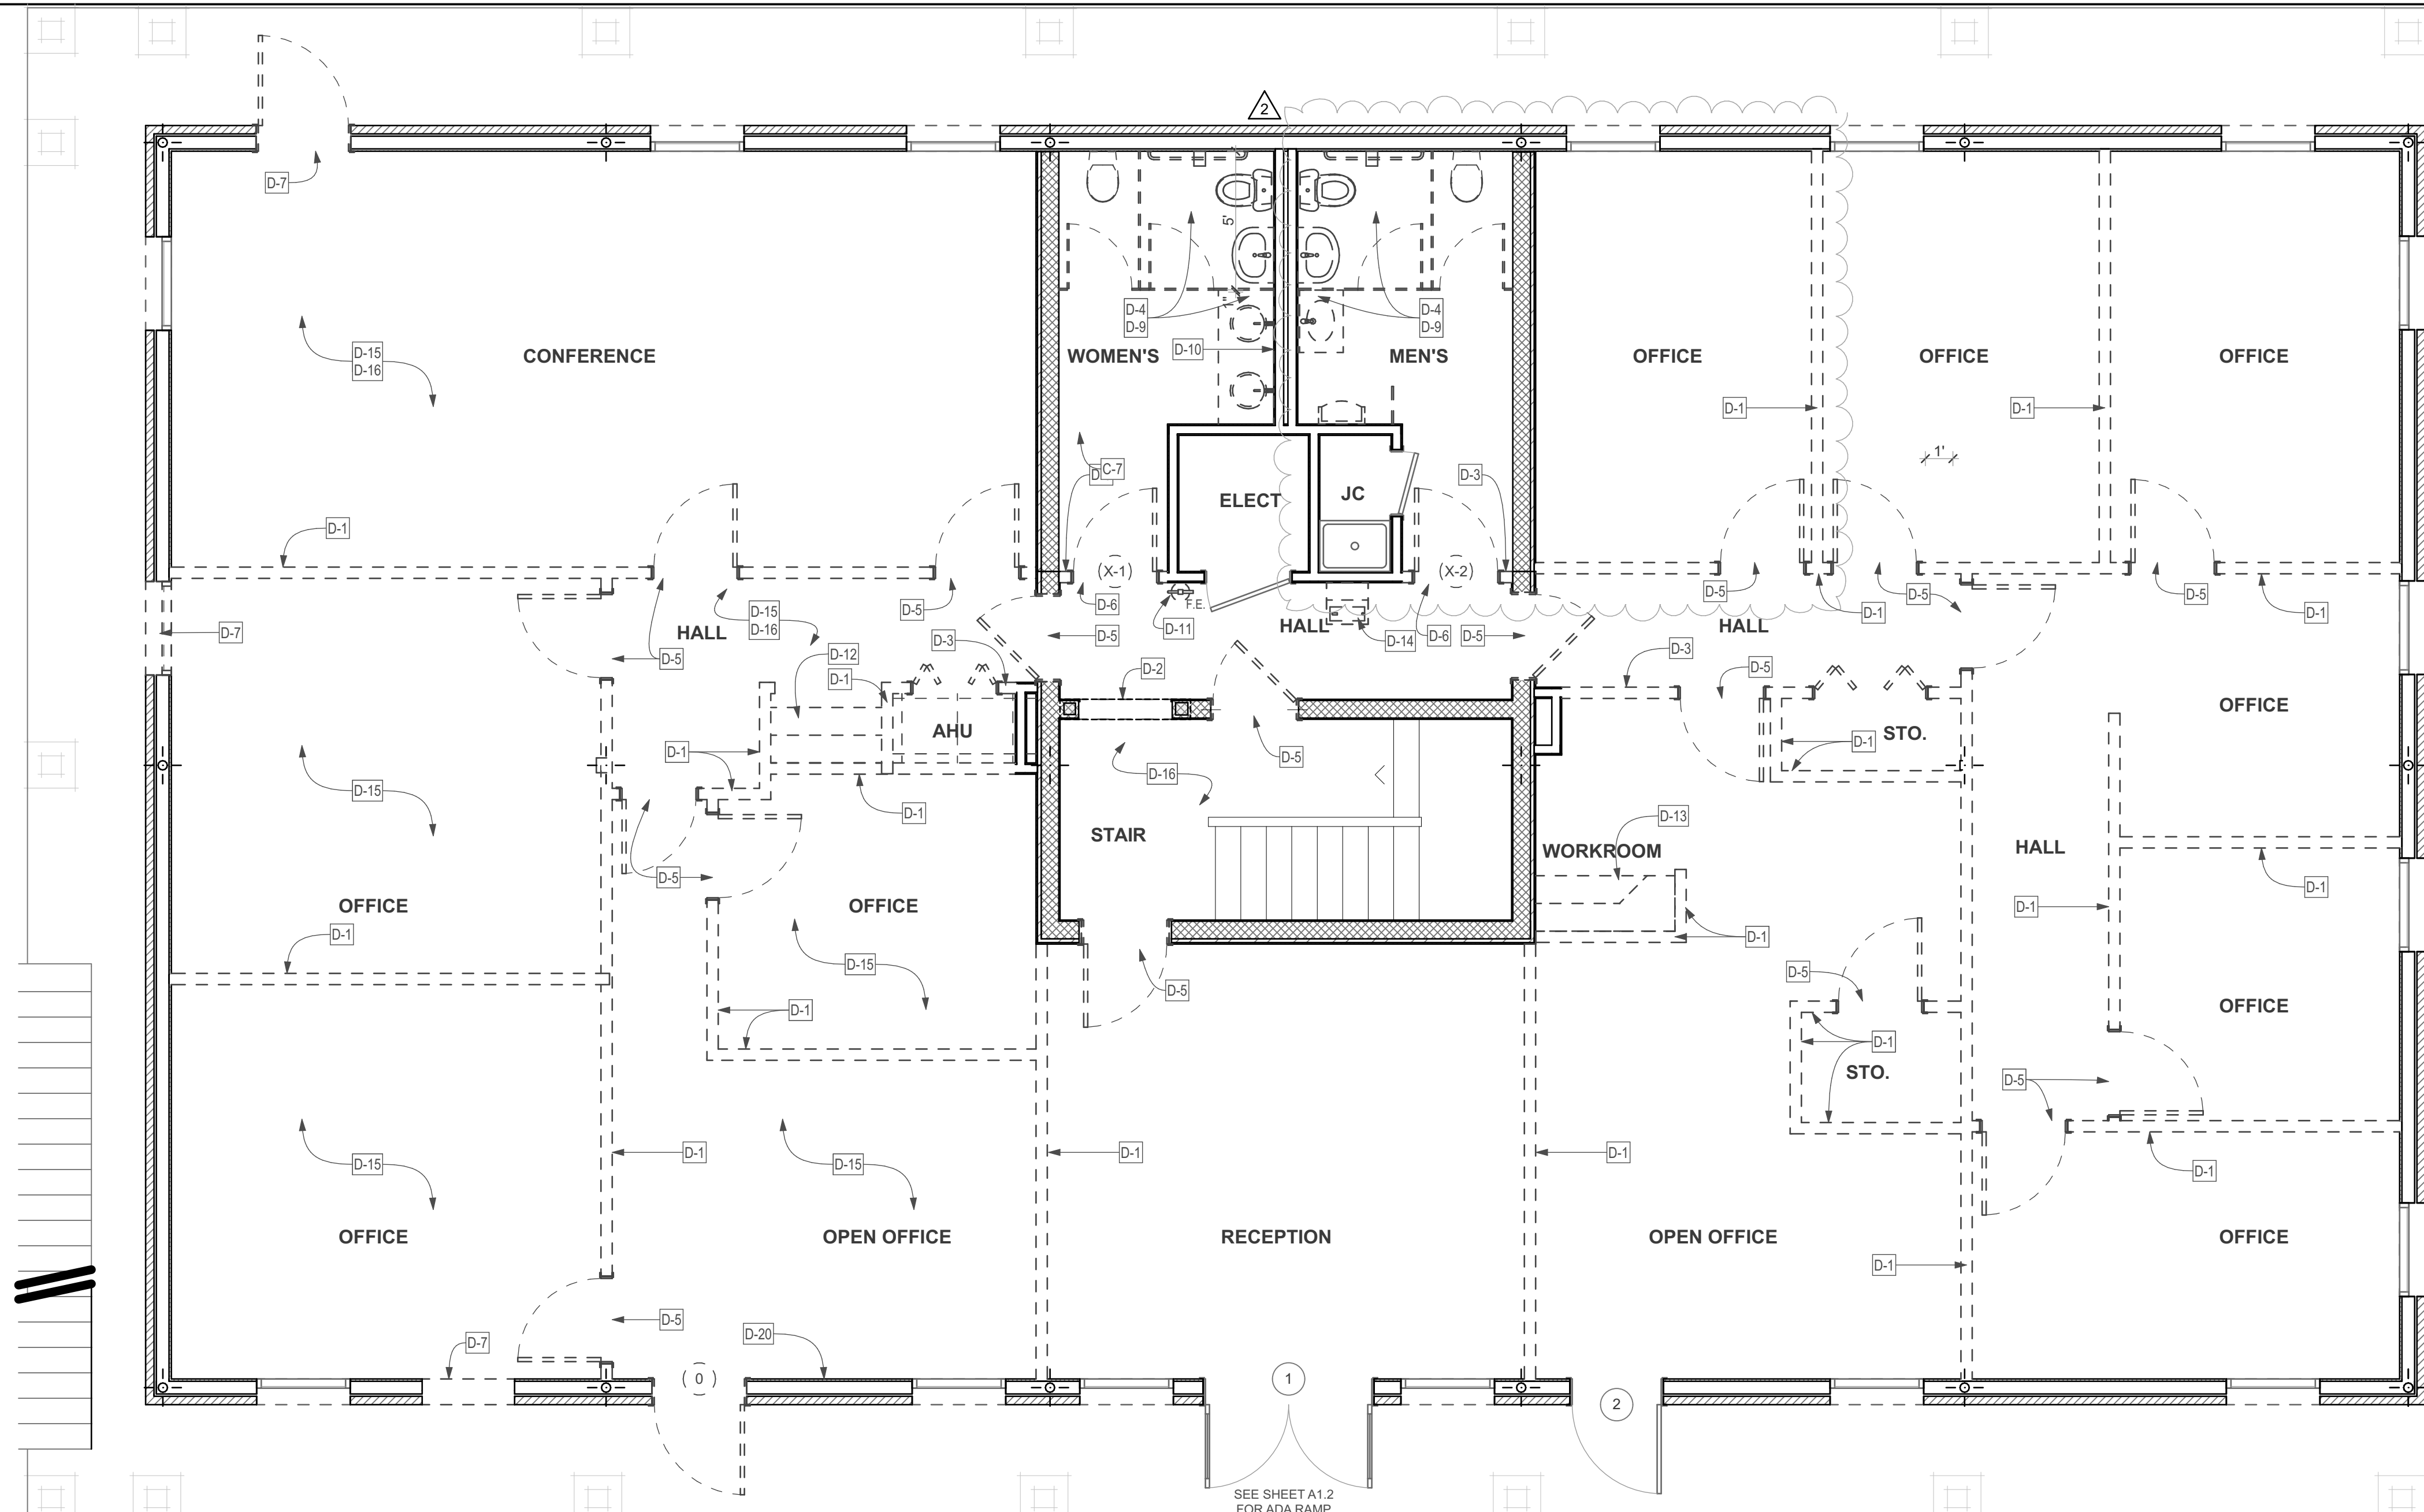 2
D-7
5'
1"
D-4
D-9
D-4
D-9
D-15
D-16
CONFERENCE
WOMEN'S
D-10
MEN'S
OFFICE
OFFICE
OFFICE
D-1
D-1
1'
C-7
D-3
ELECT
JC
D-1
(X-1)
(X-2)
D-5
D-15
D-16
D-5
D-6
F.E.
D-5
D-1
D-5
D-5
D-1
D-7
HALL
D-3
D-5
D-11
HALL
D-14
D-6
D-5
HALL
D-5
D-12
D-1
D-2
D-3
D-5
OFFICE
AHU
STO.
D-1
D-1
D-5
D-16
D-15
D-1
D-13
STAIR
WORKROOM
HALL
D-5
D-1
OFFICE
OFFICE
D-1
D-1
D-1
D-15
D-5
D-5
D-1
OFFICE
D-1
STO.
D-5
D-15
D-1
D-15
D-1
D-1
D-1
OFFICE
OPEN OFFICE
RECEPTION
OPEN OFFICE
OFFICE
D-1
D-5
D-7
D-20
(0)
1
2
SEE SHEET A1.2
FOR ADA RAMP